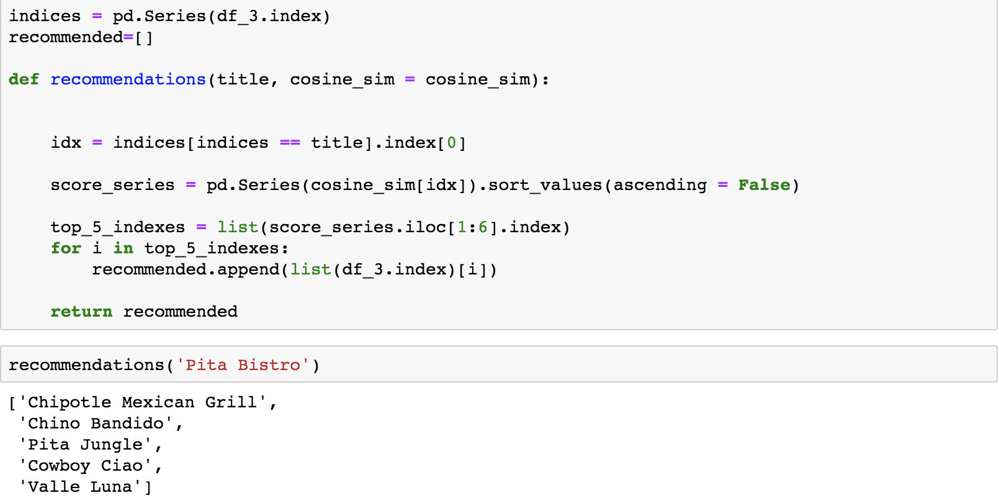 indices = pd.Series(df_3.index)
recommended=[]
def recommendations(title, cosine_sim = cosine_sim):
    idx = indices[indices == title].index[0]
    score_series = pd.Series(cosine_sim[idx]).sort_values(ascending = False)
    top_5_indexes = list(score_series.iloc[1:6].index)
    for i in top_5_indexes:
        recommended.append(list(df_3.index)[i])
    return recommended
recommendations('Pita Bistro')
['Chipotle Mexican Grill',
 'Chino Bandido',
 'Pita Jungle',
 'Cowboy Ciao',
 'Valle Luna']